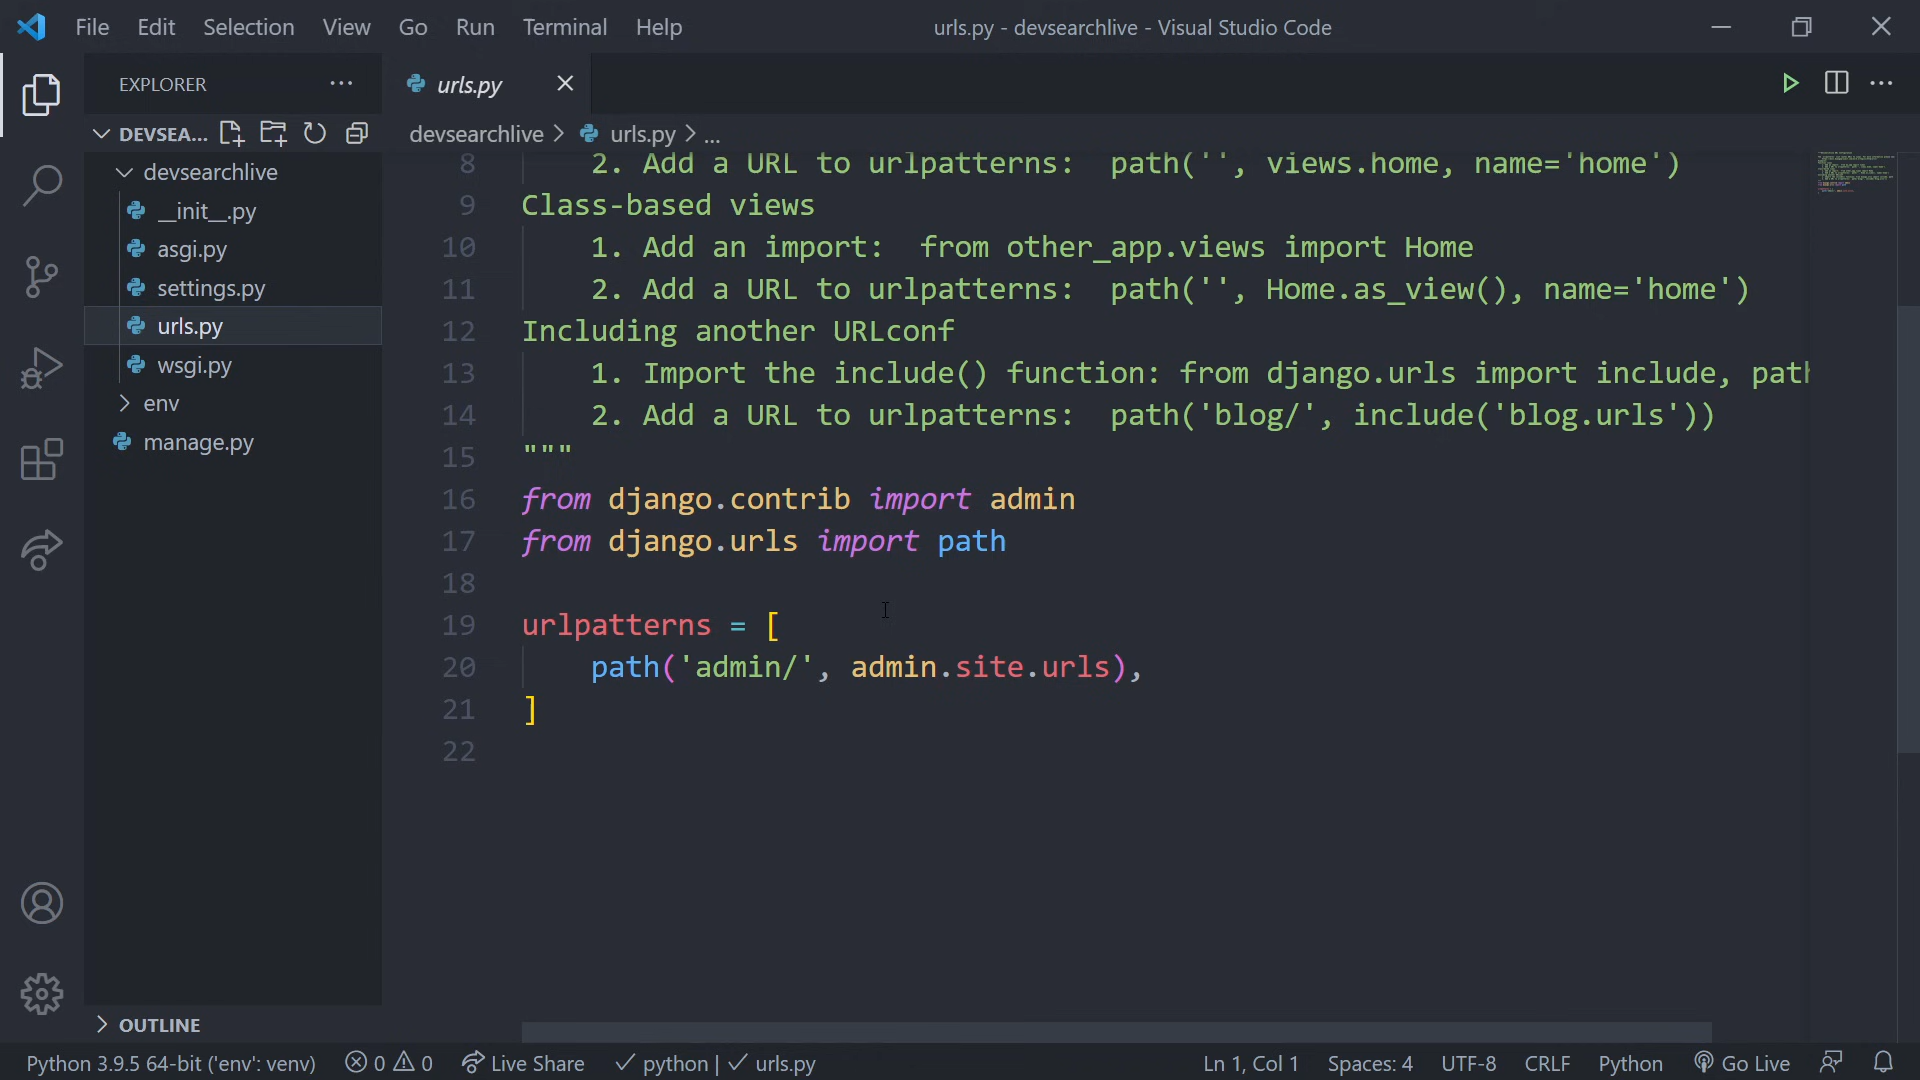 File Edit Selection View Go Run Terminal Help
urls.py - devsearchlive - Visual Studio Code
EXPLORER ...
DEVSEA...
devsearchlive
__init__.py
asgi.py
settings.py
urls.py
wsgi.py
env
manage.py
OUTLINE
urls.py
devsearchlive > urls.py > ...
8 2. Add a URL to urlpatterns:  path('', views.home, name='home')
9 Class-based views
10 1. Add an import:  from other_app.views import Home
11 2. Add a URL to urlpatterns:  path('', Home.as_view(), name='home')
12 Including another URLconf
13 1. Import the include() function: from django.urls import include, path
14 2. Add a URL to urlpatterns:  path('blog/', include('blog.urls'))
15 """
16 from django.contrib import admin
17 from django.urls import path
18
19 urlpatterns = [
20 path('admin/', admin.site.urls),
21 ]
22
Python 3.9.5 64-bit ('env': venv) 0 0 Live Share ✓ python | ✓ urls.py Ln 1, Col 1 Spaces: 4 UTF-8 CRLF Python Go Live